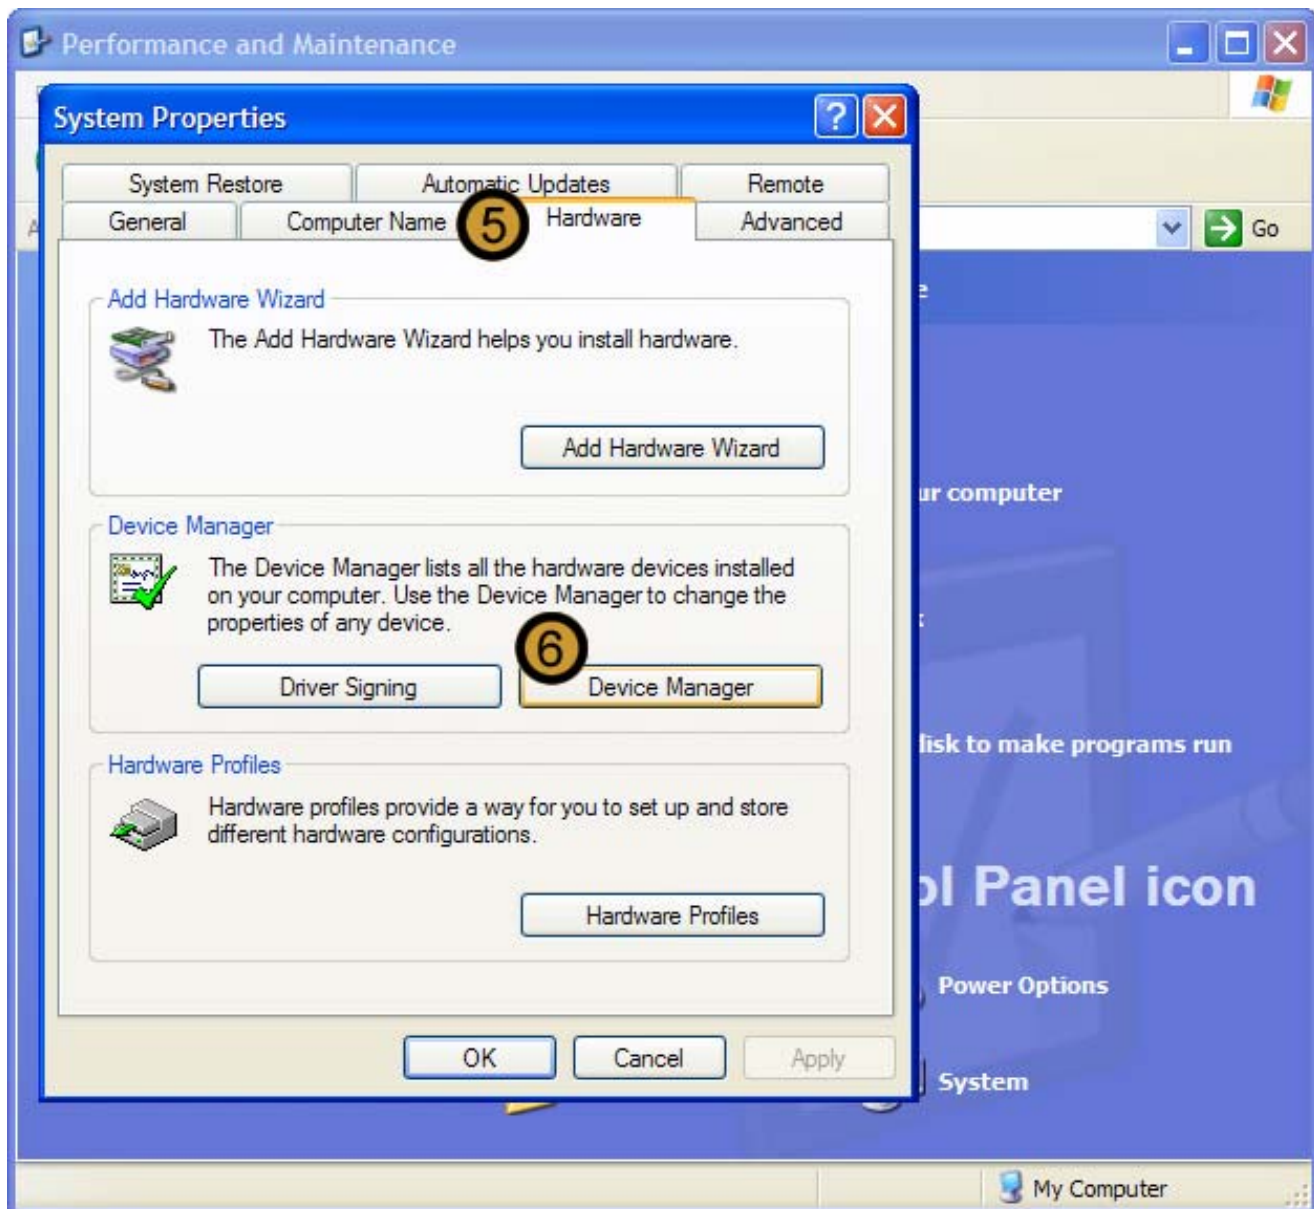 Performance and Maintenance
System Properties
System Restore Automatic Updates Remote
General Computer Name 5 Hardware Advanced
Go
Add Hardware Wizard
The Add Hardware Wizard helps you install hardware.
Add Hardware Wizard
ur computer
Device Manager
The Device Manager lists all the hardware devices installed
on your computer. Use the Device Manager to change the
properties of any device.
6
Driver Signing Device Manager
isk to make programs run
Hardware Profiles
Hardware profiles provide a way for you to set up and store
different hardware configurations.
ol Panel icon
Hardware Profiles
Power Options
OK Cancel Apply
System
My Computer